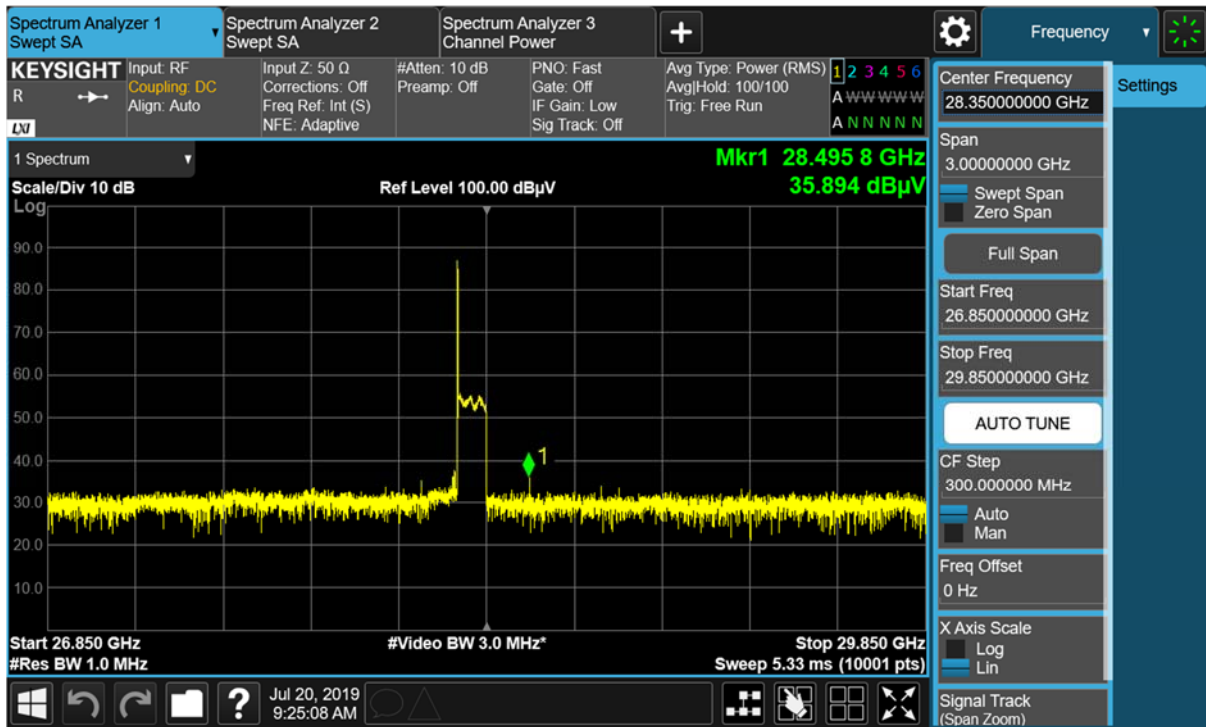 Spectrum Analyzer 1
Swept SA
Spectrum Analyzer 2
Swept SA
Spectrum Analyzer 3
Channel Power
+
Frequency
KEYSIGHT
R
LXI
Input: RF
Coupling: DC
Align: Auto
Input Z: 50 Ω
Corrections: Off
Freq Ref: Int (S)
NFE: Adaptive
#Atten: 10 dB
Preamp: Off
PNO: Fast
Gate: Off
IF Gain: Low
Sig Track: Off
Avg Type: Power (RMS)
Avg|Hold: 100/100
Trig: Free Run
1 2 3 4 5 6
A W W W W W
A N N N N N
1 Spectrum
Scale/Div 10 dB
Log
Ref Level 100.00 dBµV
Mkr1 28.495 8 GHz
35.894 dBµV
90.0
80.0
70.0
60.0
50.0
40.0
30.0
20.0
10.0
1
Start 26.850 GHz
#Res BW 1.0 MHz
#Video BW 3.0 MHz*
Stop 29.850 GHz
Sweep 5.33 ms (10001 pts)
Center Frequency
28.350000000 GHz
Settings
Span
3.00000000 GHz
Swept Span
Zero Span
Full Span
Start Freq
26.850000000 GHz
Stop Freq
29.850000000 GHz
AUTO TUNE
CF Step
300.000000 MHz
Auto
Man
Freq Offset
0 Hz
X Axis Scale
Log
Lin
Signal Track
(Span Zoom)
?
Jul 20, 2019
9:25:08 AM